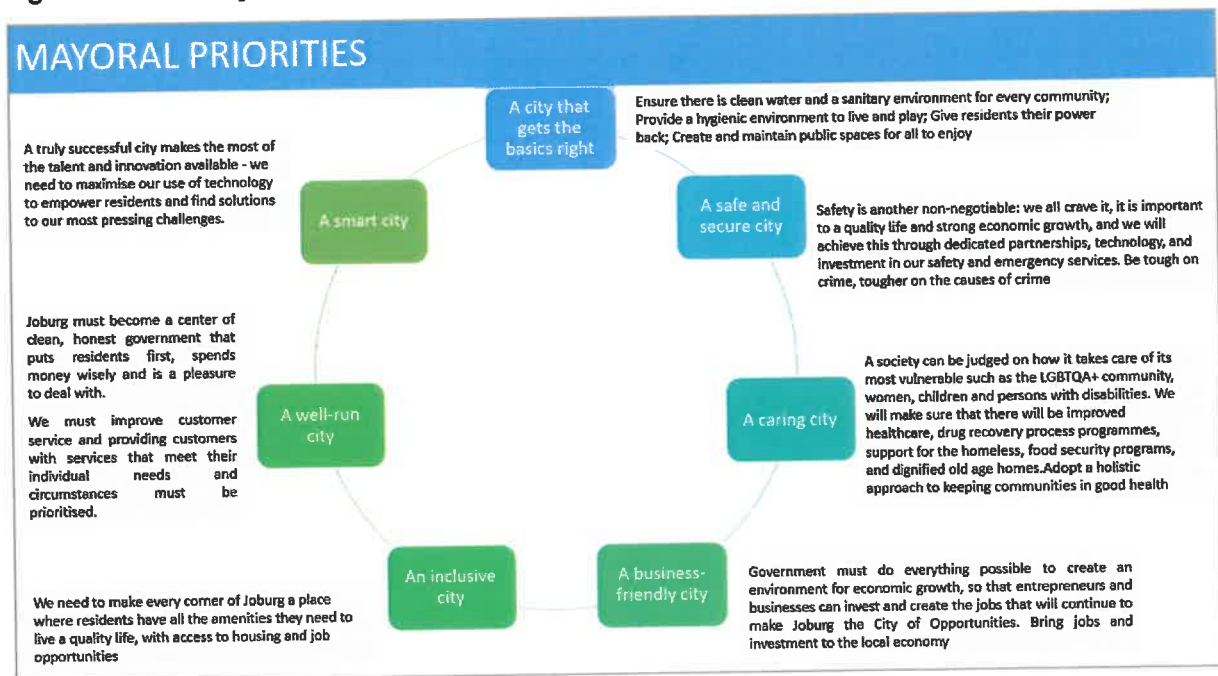 MAYORAL PRIORITIES
A city that
gets the
basics right
Ensure there is clean water and a sanitary environment for every community;
Provide a hygienic environment to live and play; Give residents their power
back; Create and maintain public spaces for all to enjoy
A safe and
secure city
Safety is another non-negotiable: we all crave it, it is important
to a quality life and strong economic growth, and we will
achieve this through dedicated partnerships, technology, and
investment in our safety and emergency services. Be tough on
crime, tougher on the causes of crime
A caring city
A society can be judged on how it takes care of its
most vulnerable such as the LGBTQA+ community,
women, children and persons with disabilities. We
will make sure that there will be improved
healthcare, drug recovery process programmes,
support for the homeless, food security programs,
and dignified old age homes.Adopt a holistic
approach to keeping communities in good health
A business-
friendly city
Government must do everything possible to create an
environment for economic growth, so that entrepreneurs and
businesses can invest and create the jobs that will continue to
make Joburg the City of Opportunities. Bring jobs and
investment to the local economy
An inclusive
city
We need to make every corner of Joburg a place
where residents have all the amenities they need to
live a quality life, with access to housing and job
opportunities
A well-run
city
Joburg must become a center of
clean, honest government that
puts residents first, spends
money wisely and is a pleasure
to deal with.
We must improve customer
service and providing customers
with services that meet their
individual needs and
circumstances must be
prioritised.
A smart city
A truly successful city makes the most of
the talent and innovation available - we
need to maximise our use of technology
to empower residents and find solutions
to our most pressing challenges.